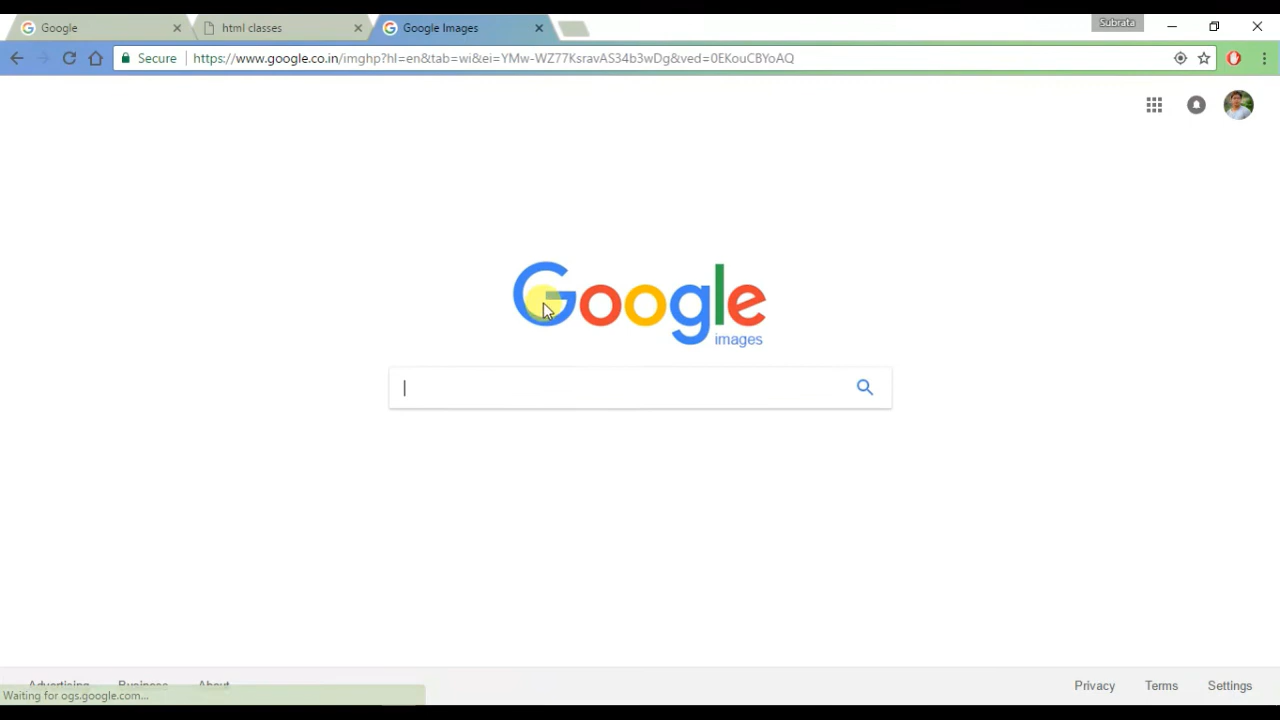 Google
html classes
Google Images
Subrata
Secure
https://www.google.co.in/imghp?hl=en&tab=wi&ei=YMw-WZ77KsravAS34b3wDg&ved=0EKouCBYoAQ
Google
images
Advertising Business About
Waiting for ogs.google.com...
Privacy Terms Settings